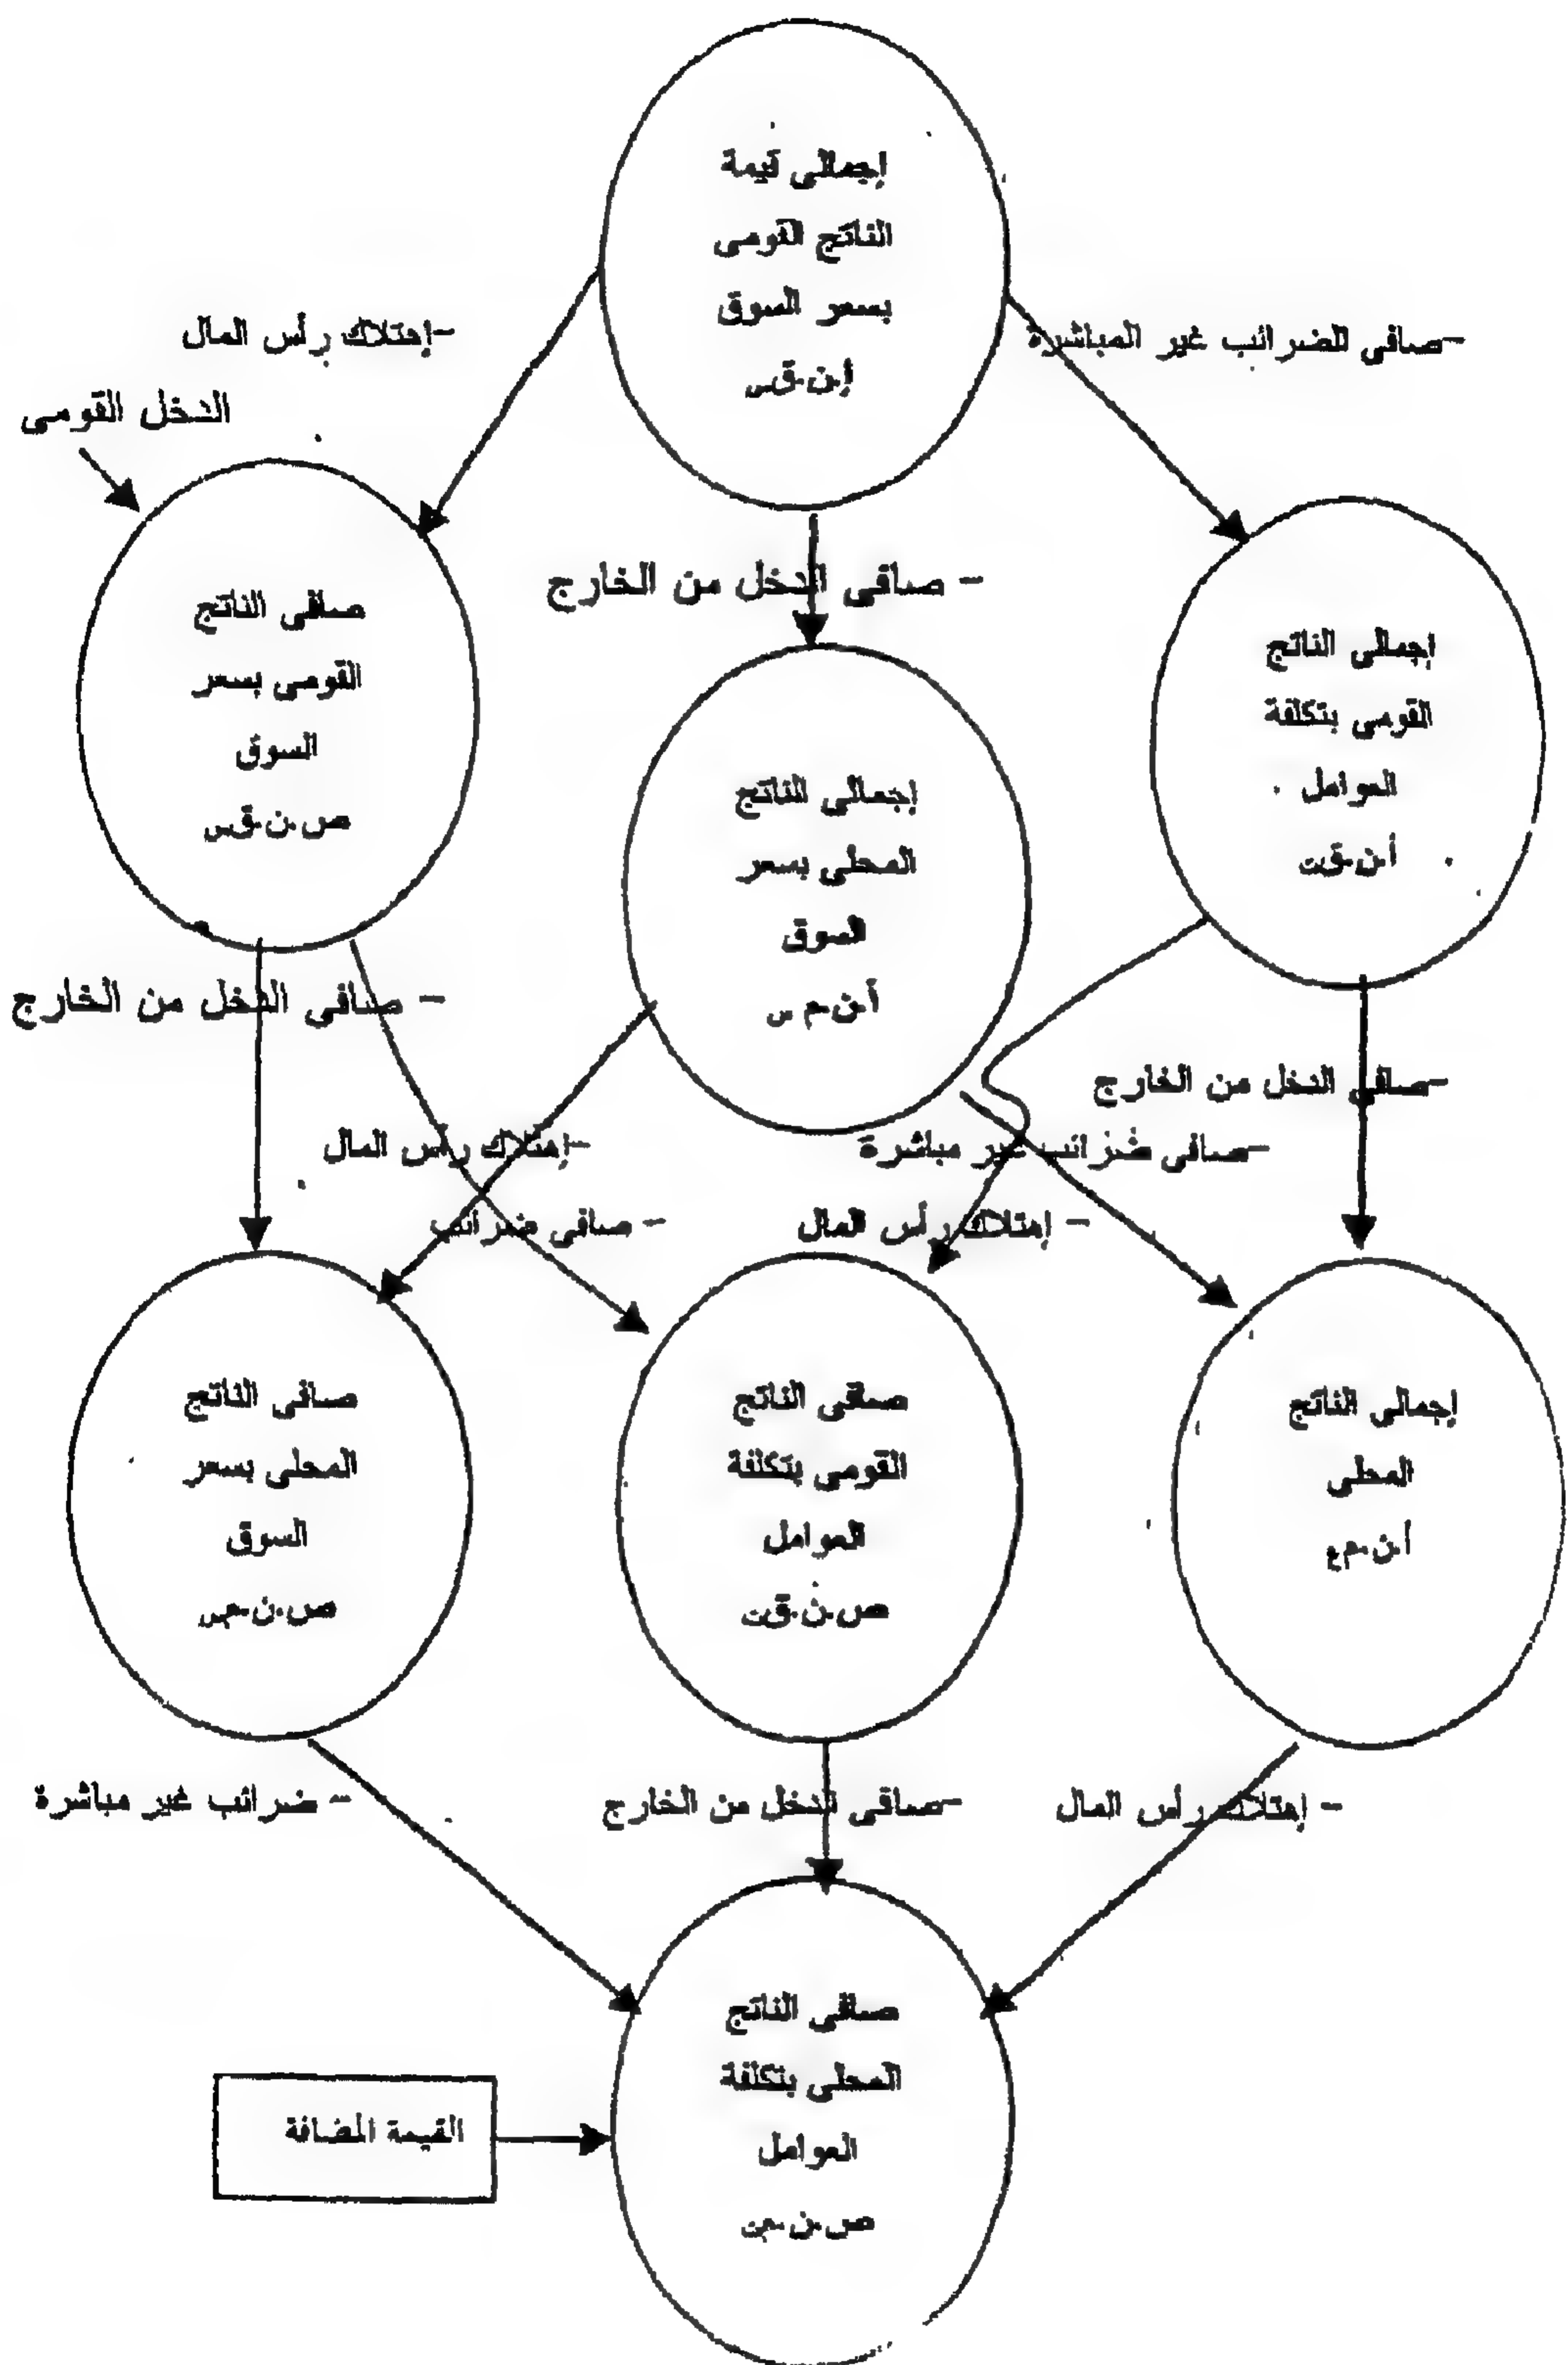 إجمالى قيمة
الناتج القومى
بسعر السوق
أ.ن.ق.س
-إهتلاك رأس المال
-صافى الضرائب غير المباشرة
الدخل القومى
- صافى الدخل من الخارج
صافى الناتج
القومى بسعر
السوق
ص.ن.ق.س
إجمالى الناتج
القومى بتكلفة
العوامل
أ.ن.ق.ت
إجمالى الناتج
المحلى بسعر
السوق
أ.ن.م س
- صافى الدخل من الخارج
-صافى الدخل من الخارج
-إهتلاك رأس المال
-صافى ضرائب غير مباشرة
- صافى ضرائب
- إهتلاك رأس المال
صافى الناتج
المحلى بسعر
السوق
ص.ن.م.س
صافى الناتج
القومى بتكلفة
العوامل
ص.ن.ق.ت
إجمالى الناتج
المحلى
أ.ن.م.ع
- ضرائب غير مباشرة
-صافى الدخل من الخارج
- إهتلاك رأس المال
صافى الناتج
المحلى بتكلفة
العوامل
ص.ن.م.ت
القيمة المضافة